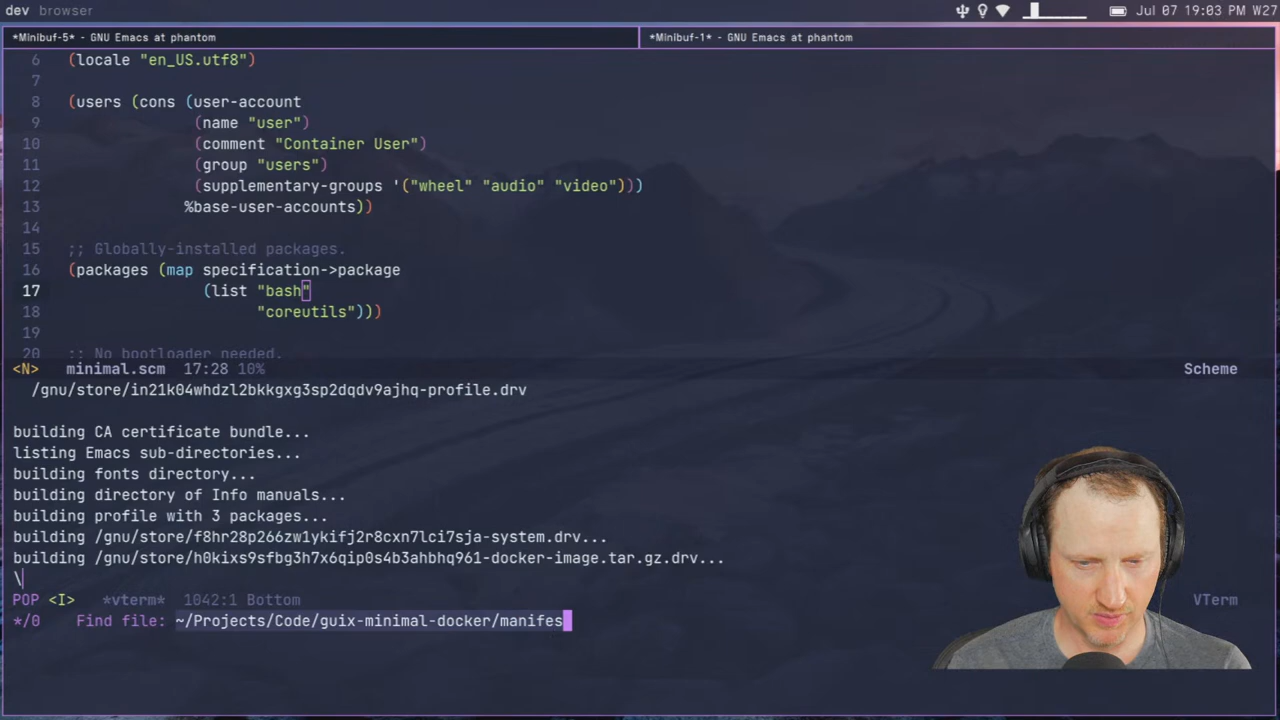 dev browser Jul 07 19:03 PM W27
*Minibuf-5* - GNU Emacs at phantom
*Minibuf-1* - GNU Emacs at phantom
6 (locale "en_US.utf8")
7
8 (users (cons (user-account
9 (name "user")
10 (comment "Container User")
11 (group "users")
12 (supplementary-groups '("wheel" "audio" "video")))
13 %base-user-accounts))
14
15 ;; Globally-installed packages.
16 (packages (map specification->package
17 (list "bash"
18 "coreutils")))
19
20 ;; No bootloader needed.
<N> minimal.scm 17:28 10% Scheme
/gnu/store/in21k04whdzl2bkkgxg3sp2dqdv9ajhq-profile.drv
building CA certificate bundle...
listing Emacs sub-directories...
building fonts directory...
building directory of Info manuals...
building profile with 3 packages...
building /gnu/store/f8hr28p266zw1ykifj2r8cxn7lci7sja-system.drv...
building /gnu/store/h0kixs9sfbg3h7x6qip0s4b3ahbhq961-docker-image.tar.gz.drv...
\
POP <I> *vterm* 1042:1 Bottom VTerm
*/0 Find file: ~/Projects/Code/guix-minimal-docker/manifes